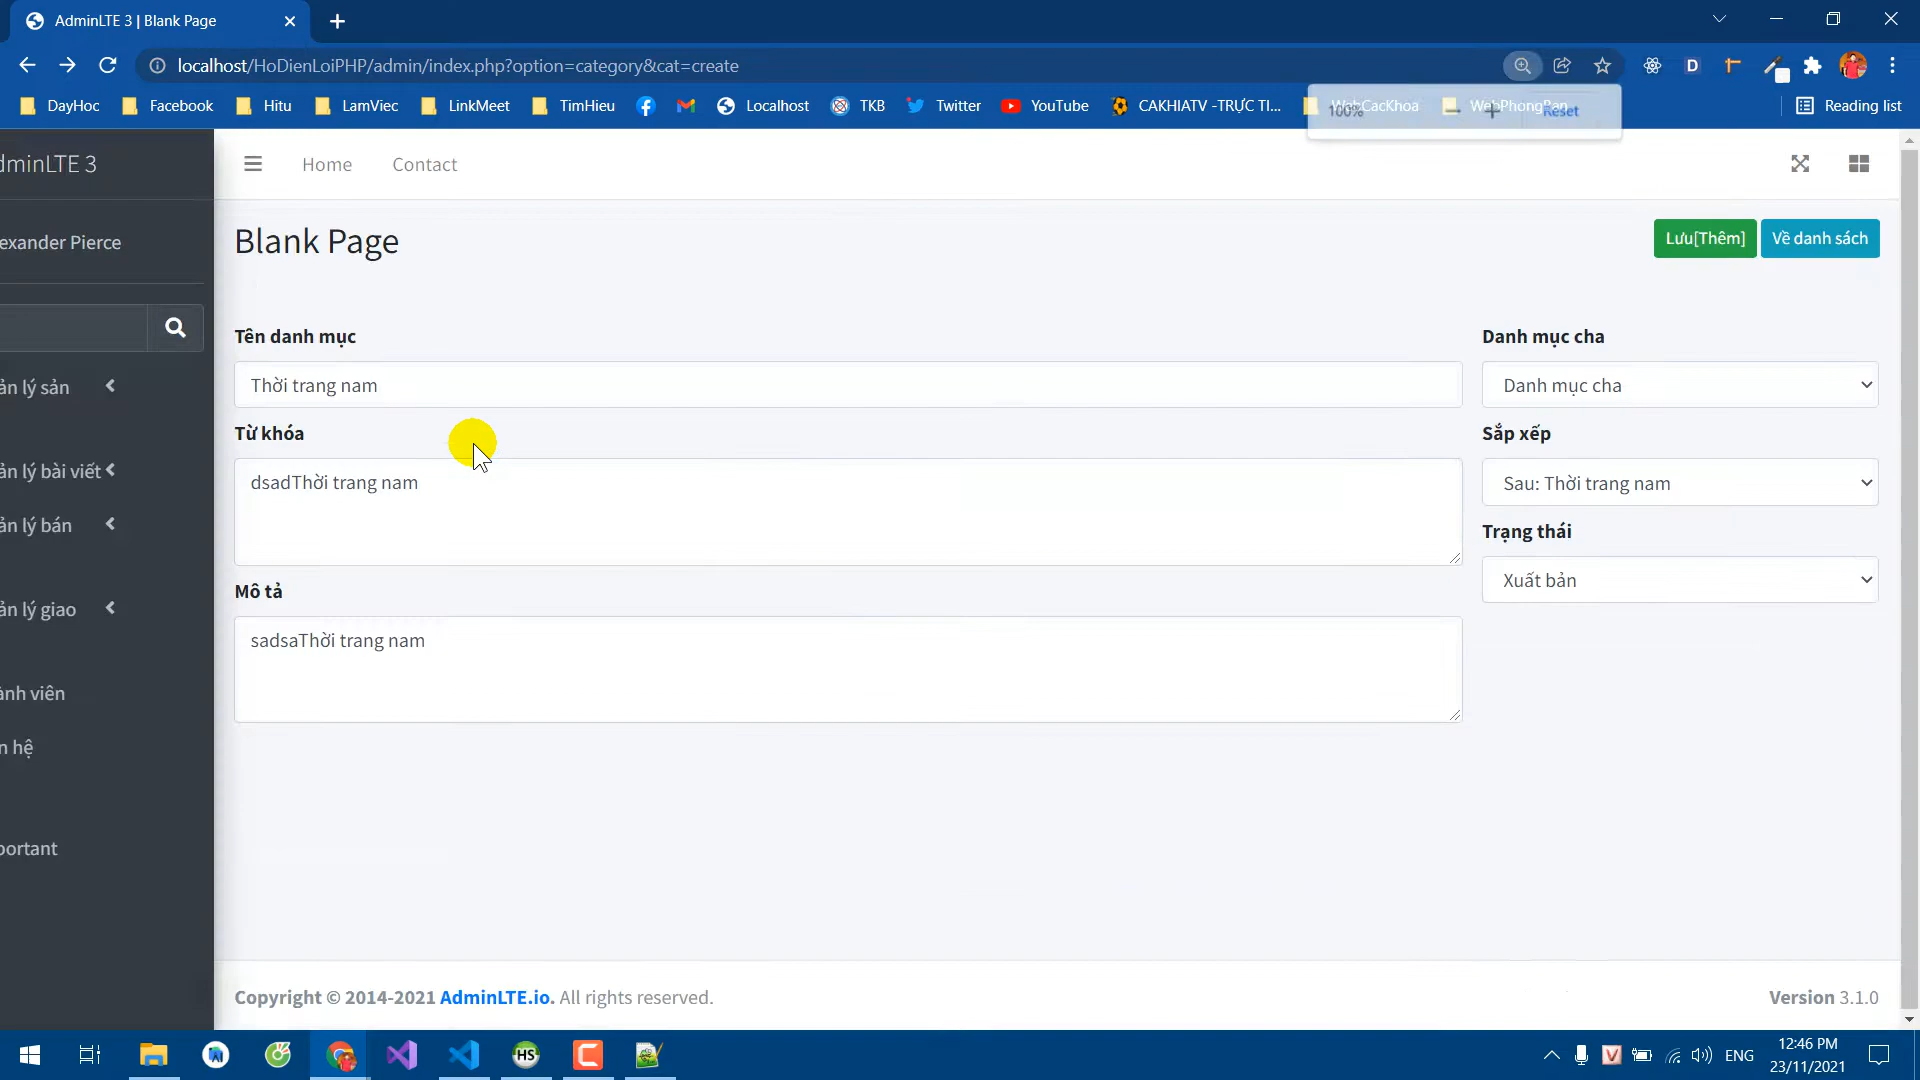 AdminLTE 3 | Blank Page
localhost/HoDienLoiPHP/admin/index.php?option=category&cat=create
DayHoc Facebook Hitu LamViec LinkMeet TimHieu Localhost TKB Twitter YouTube CAKHIATV -TRỰC TI... WebCacKhoa WebPhongBan Reading list
100% Reset
dminLTE 3
Home Contact
exander Pierce
Blank Page
Lưu[Thêm] Về danh sách
Tên danh mục
Danh mục cha
Thời trang nam
Danh mục cha
ản lý sản
Từ khóa
Sắp xếp
ản lý bài viết
dsadThời trang nam
Sau: Thời trang nam
ản lý bán
Trạng thái
Xuất bản
Mô tả
ản lý giao
sadsaThời trang nam
ành viên
n hệ
portant
Copyright © 2014-2021 AdminLTE.io. All rights reserved.
Version 3.1.0
HS
ENG
12:46 PM
23/11/2021